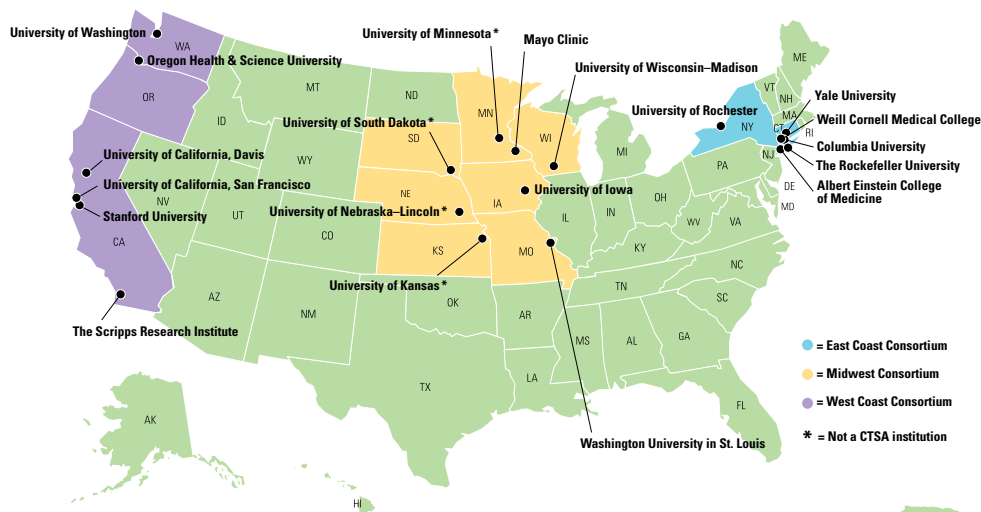 University of Washington
WA
Oregon Health & Science University
OR
University of California, Davis
University of California, San Francisco
Stanford University
CA
The Scripps Research Institute
MT
ID
WY
NV
UT
CO
AZ
NM
ND
University of Minnesota*
Mayo Clinic
University of Wisconsin–Madison
MN
WI
University of South Dakota*
SD
NE
IA
University of Iowa
University of Nebraska–Lincoln*
KS
MO
University of Kansas*
OK
TX
AR
LA
MI
IL
IN
OH
KY
TN
MS
AL
GA
FL
SC
NC
VA
WV
PA
NJ
DE
MD
University of Rochester
NY
ME
VT
NH
MA
CT
RI
Yale University
Weill Cornell Medical College
Columbia University
The Rockefeller University
Albert Einstein College
of Medicine
Washington University in St. Louis
= East Coast Consortium
= Midwest Consortium
= West Coast Consortium
* = Not a CTSA institution
AK
HI